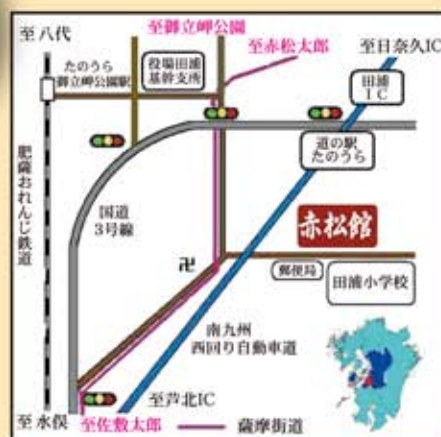 至八代
至御立岬公園
至赤松太郎
至日奈久IC
たのうら
御立岬公園駅
役場田浦
基幹支所
田浦
IC
道の駅
たのうら
肥薩おれんじ鉄道
国道
3号線
赤松館
卍
郵便局
田浦小学校
南九州
西回り自動車道
至芦北IC
至水俣
至佐敷太郎
薩摩街道